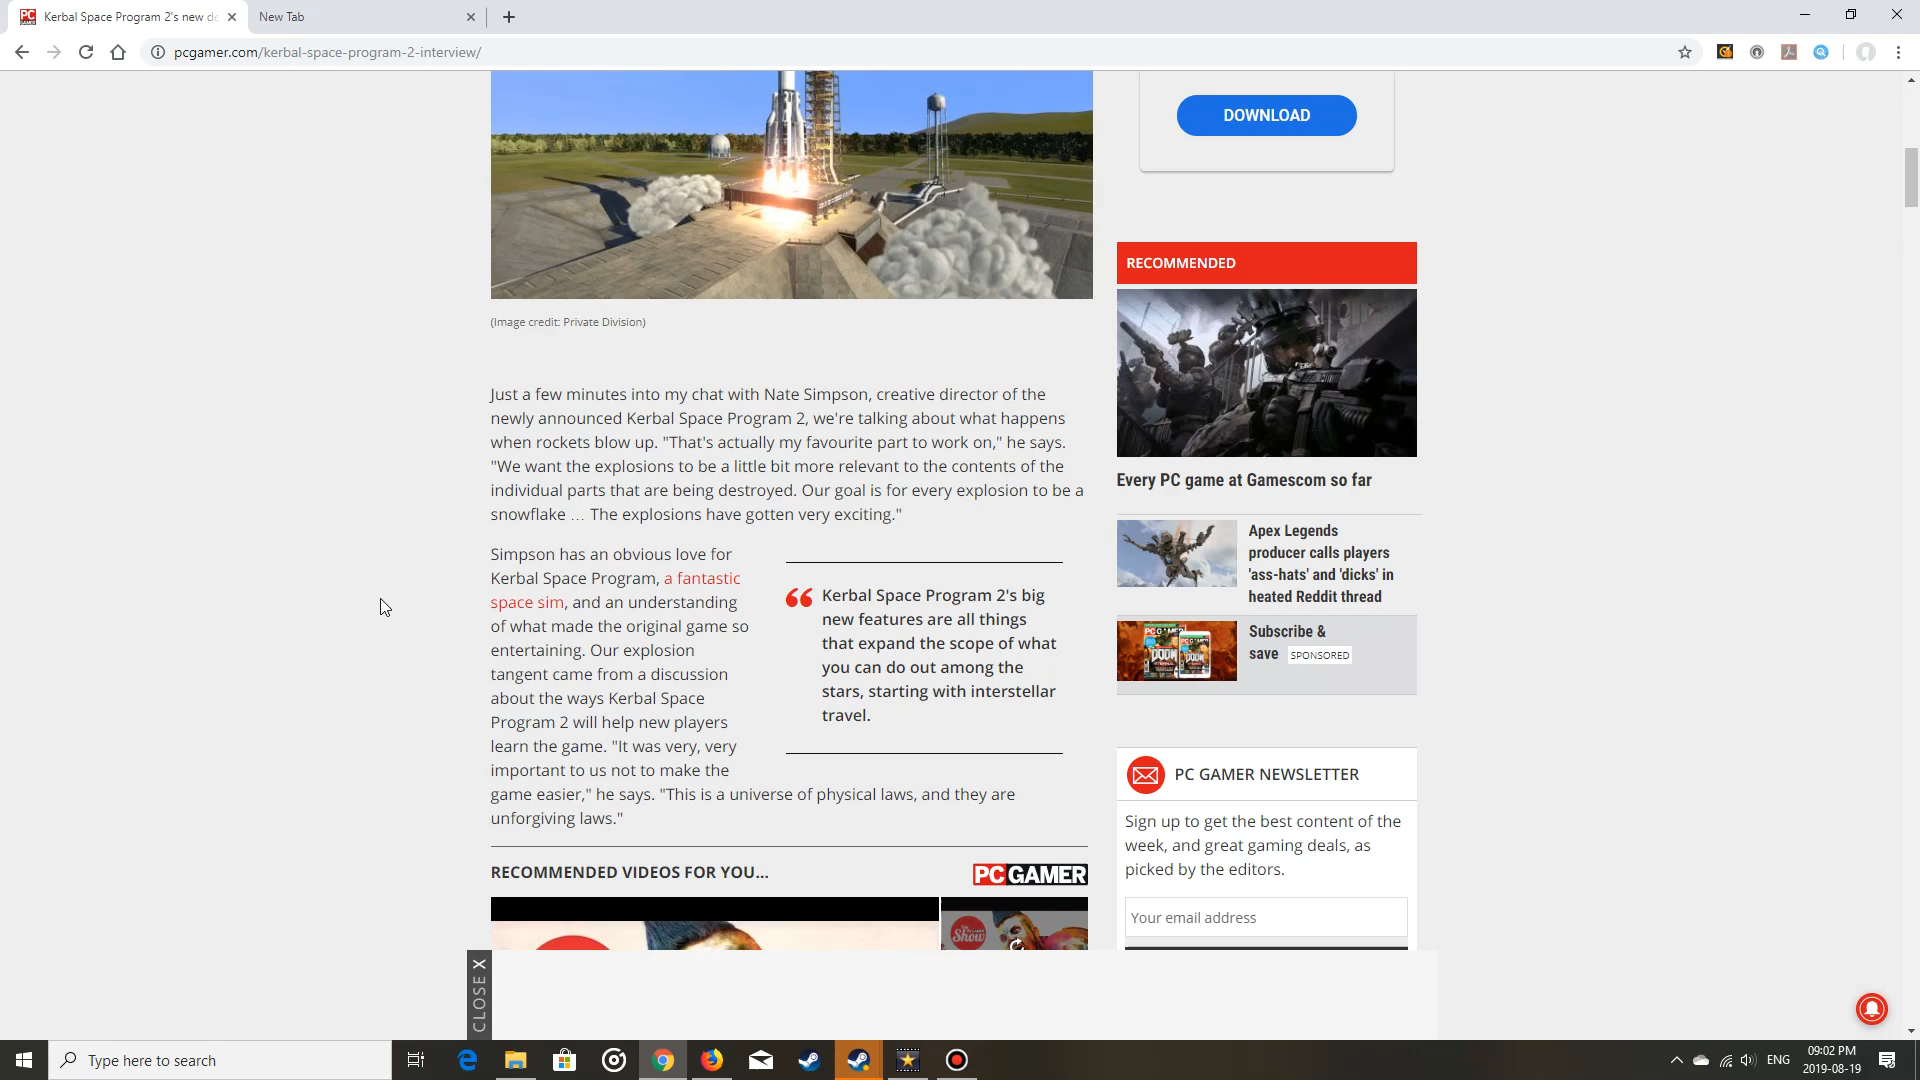 PC Kerbal Space Program 2's new de
New Tab
pcgamer.com/kerbal-space-program-2-interview/
DOWNLOAD
(Image credit: Private Division)
Just a few minutes into my chat with Nate Simpson, creative director of the
newly announced Kerbal Space Program 2, we're talking about what happens
when rockets blow up. "That's actually my favourite part to work on," he says.
"We want the explosions to be a little bit more relevant to the contents of the
individual parts that are being destroyed. Our goal is for every explosion to be a
snowflake … The explosions have gotten very exciting."
Simpson has an obvious love for
Kerbal Space Program, a fantastic
space sim, and an understanding
of what made the original game so
entertaining. Our explosion
tangent came from a discussion
about the ways Kerbal Space
Program 2 will help new players
learn the game. "It was very, very
important to us not to make the
game easier," he says. "This is a universe of physical laws, and they are
unforgiving laws."
“ Kerbal Space Program 2's big
new features are all things
that expand the scope of what
you can do out among the
stars, starting with interstellar
travel.
RECOMMENDED VIDEOS FOR YOU...
PC GAMER
Show
CLOSE X
RECOMMENDED
Every PC game at Gamescom so far
Apex Legends
producer calls players
'ass-hats' and 'dicks' in
heated Reddit thread
PC GAMER
DOOM
DOOM
Subscribe &
save SPONSORED
PC GAMER NEWSLETTER
Sign up to get the best content of the
week, and great gaming deals, as
picked by the editors.
Your email address
Type here to search
ENG
09:02 PM
2019-08-19